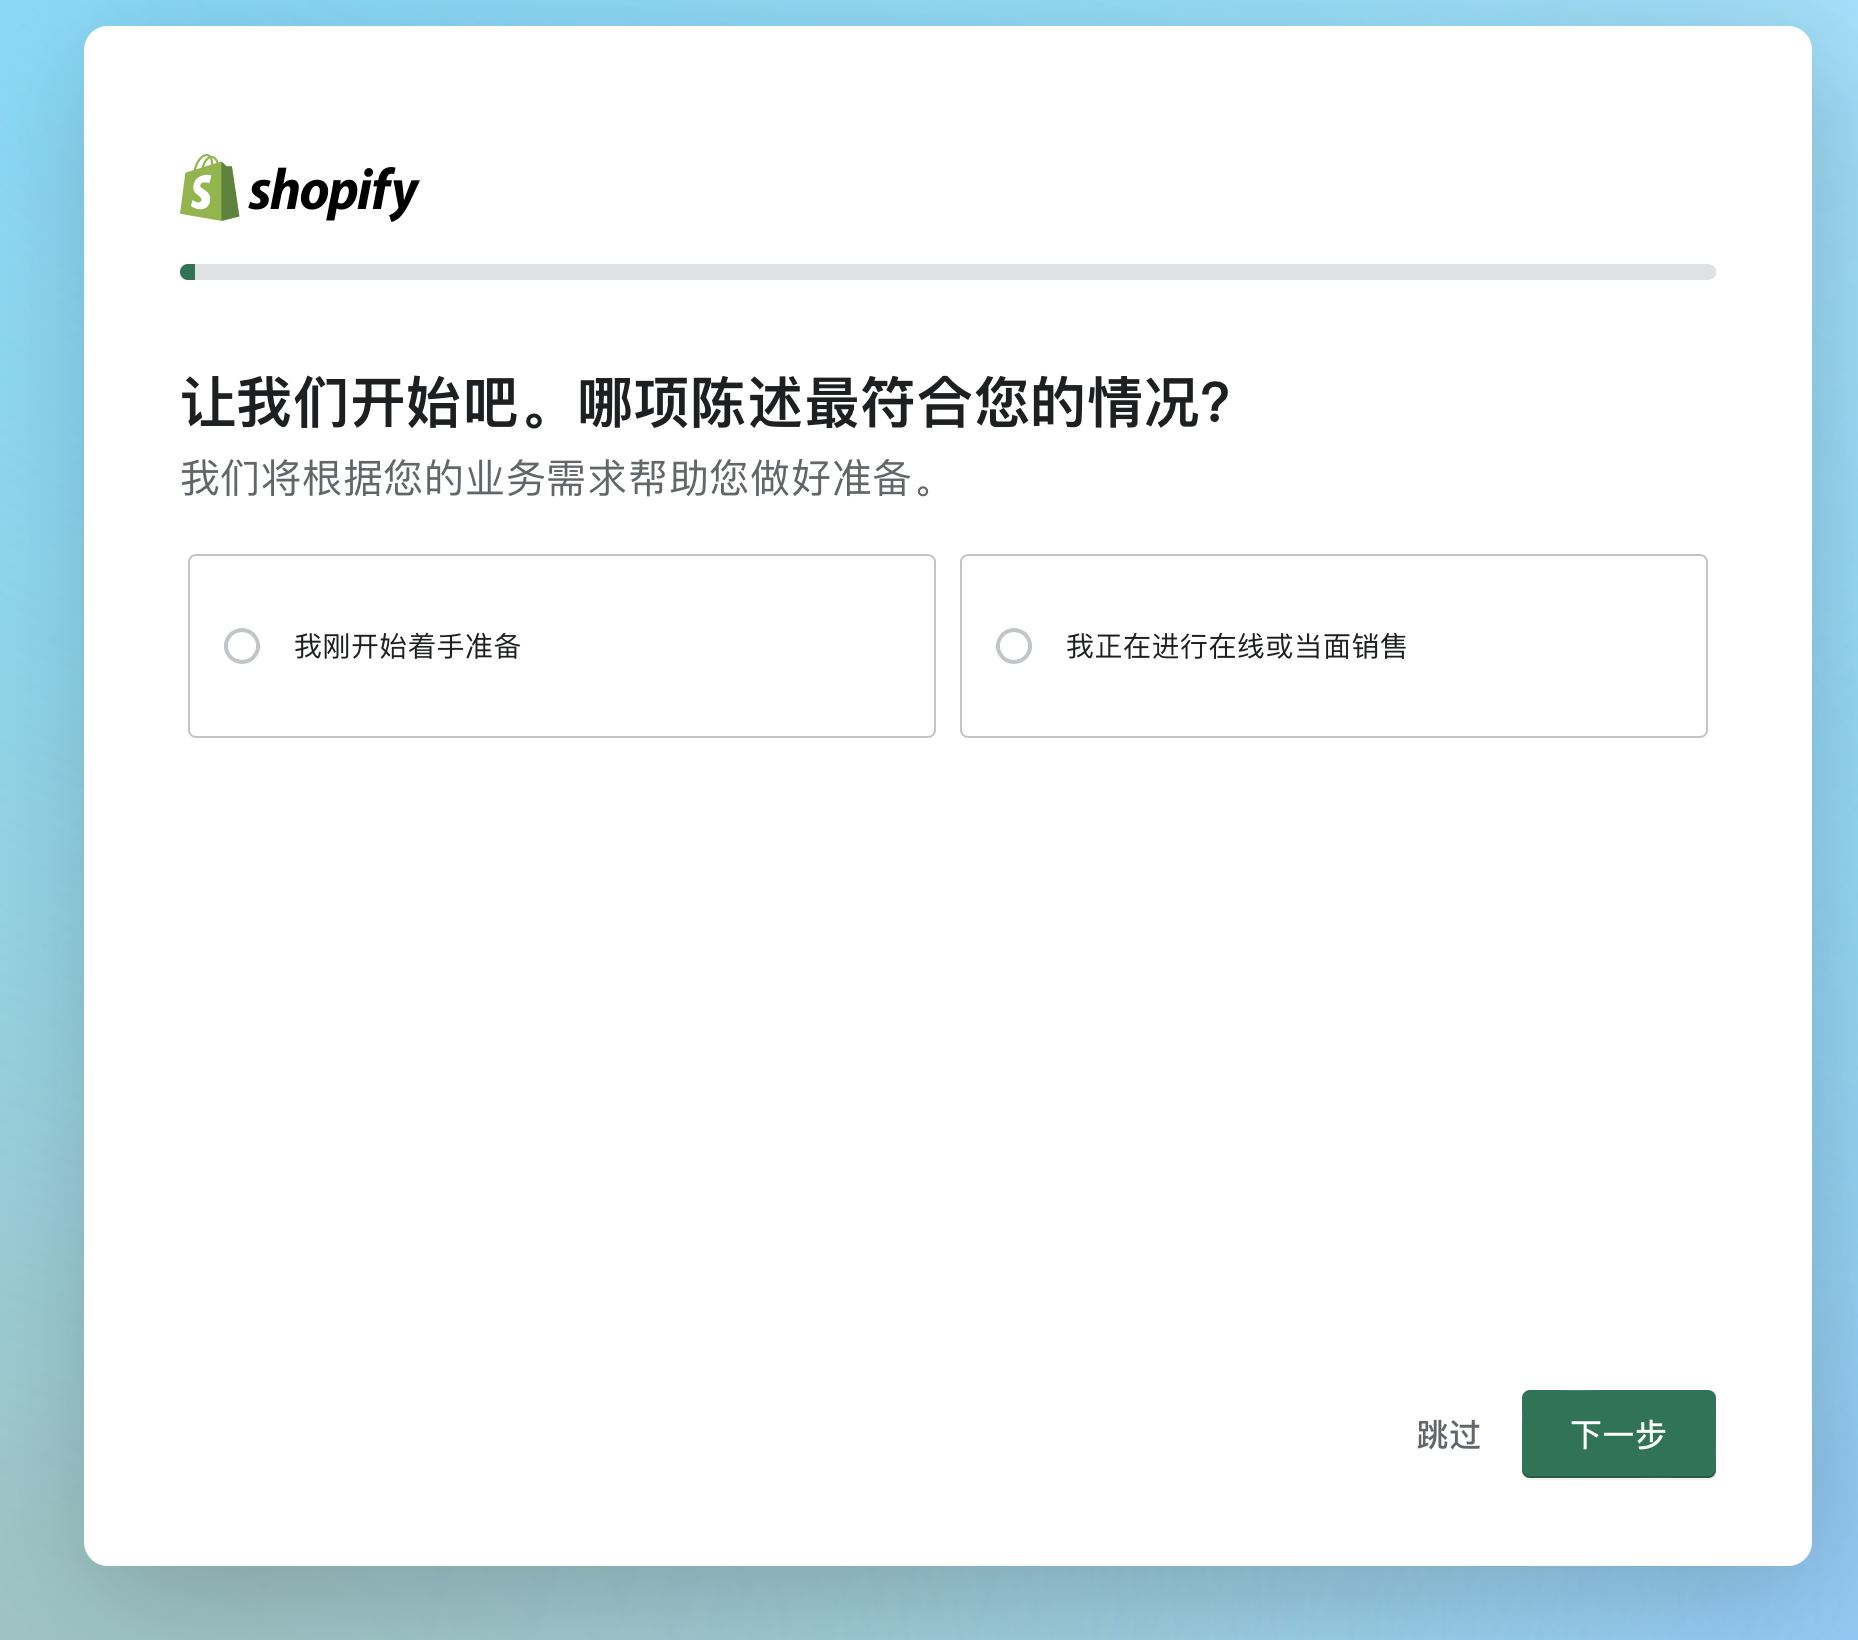 shopify
让我们开始吧。哪项陈述最符合您的情况?
我们将根据您的业务需求帮助您做好准备。
我刚开始着手准备
我正在进行在线或当面销售
跳过
下一步